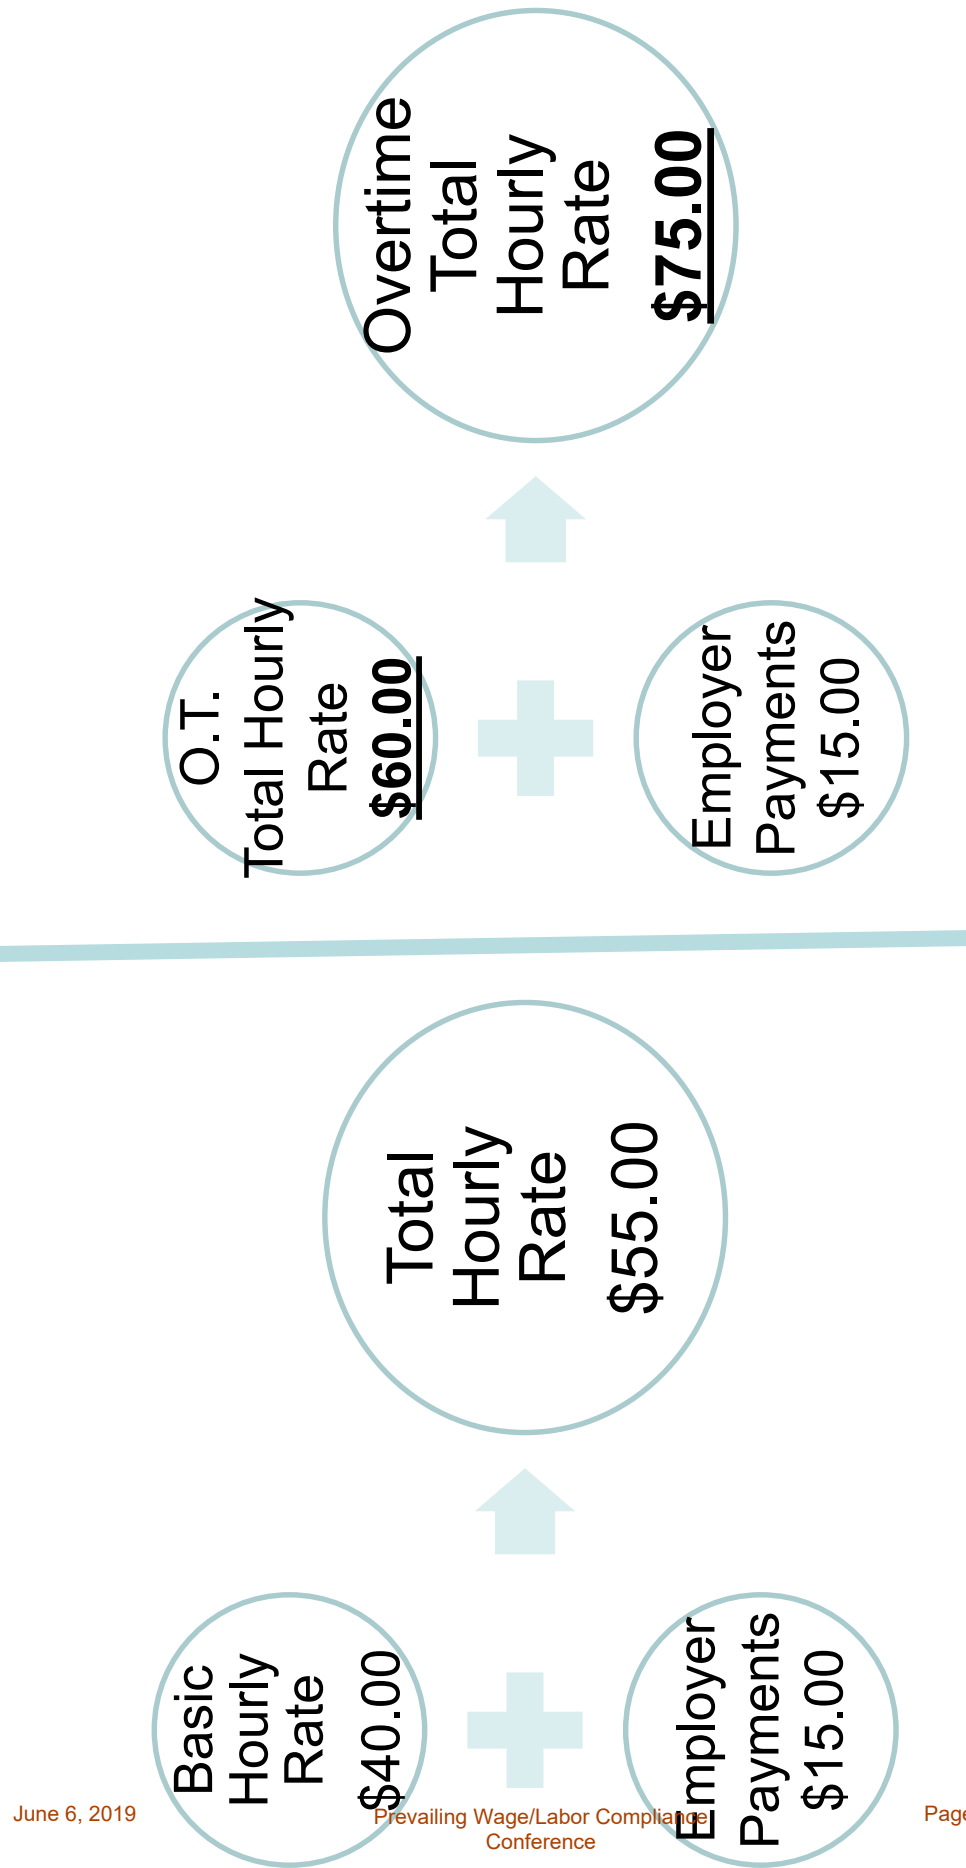 Basic
Hourly
Rate
$40.00
Employer
Payments
$15.00
Total
Hourly
Rate
$55.00
O.T.
Total Hourly
Rate
$60.00
Employer
Payments
$15.00
Overtime
Total
Hourly
Rate
$75.00
June 6, 2019
Prevailing Wage/Labor Compliance
Conference
Page